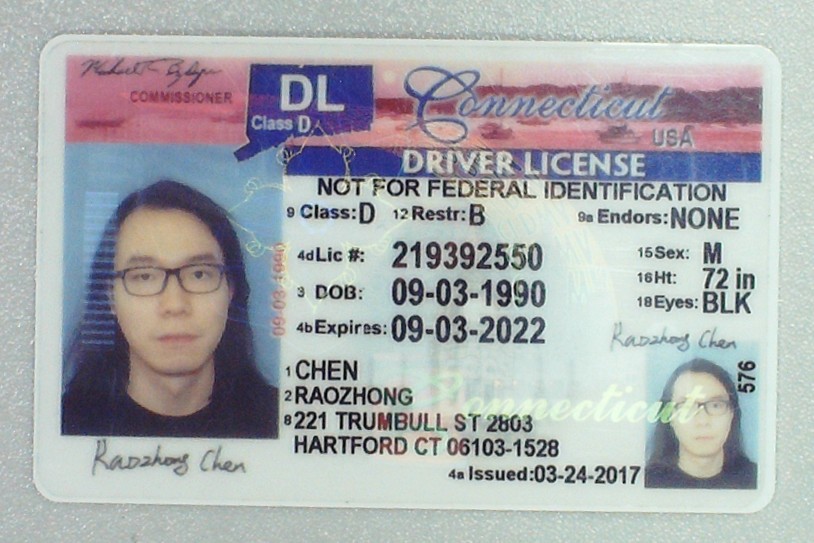 COMMISSIONER
DL
Class D
Connecticut
USA
DRIVER LICENSE
NOT FOR FEDERAL IDENTIFICATION
9 Class: D 12 Restr: B 9a Endors: NONE
4d Lic #: 219392550
15 Sex: M
3 DOB: 09-03-1990
16 Ht: 72 in
18 Eyes: BLK
4b Expires: 09-03-2022
09-03-1990
Raozhong Chen
1 CHEN
2 RAOZHONG
8 221 TRUMBULL ST 2803
HARTFORD CT 06103-1528
4a Issued: 03-24-2017
Connecticut
576
Raozhong Chen